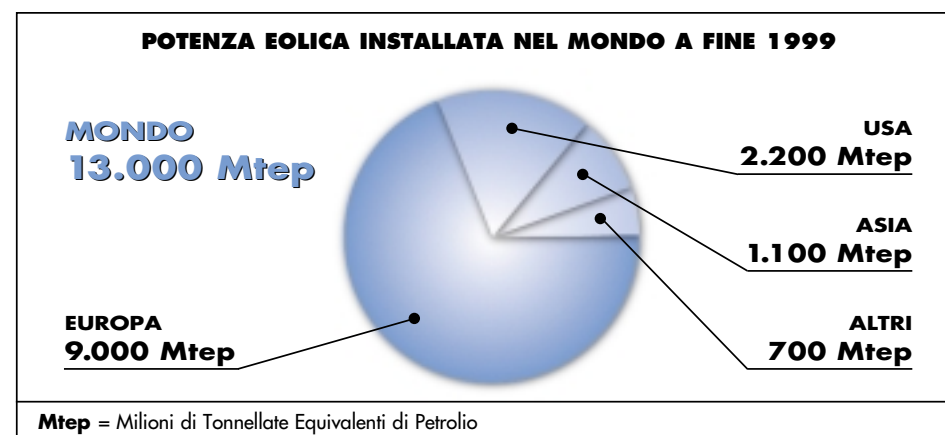 POTENZA EOLICA INSTALLATA NEL MONDO A FINE 1999
MONDO
13.000 Mtep
USA
2.200 Mtep
ASIA
1.100 Mtep
EUROPA
9.000 Mtep
ALTRI
700 Mtep
Mtep = Milioni di Tonnellate Equivalenti di Petrolio